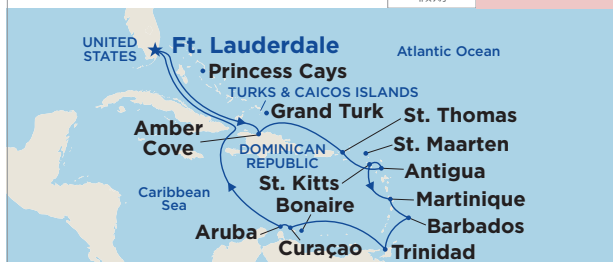 UNITED
STATES
Ft. Lauderdale
Atlantic Ocean
Princess Cays
TURKS & CAICOS ISLANDS
Grand Turk
St. Thomas
Amber
Cove
DOMINICAN
REPUBLIC
St. Maarten
Antigua
St. Kitts
Caribbean
Sea
Bonaire
Martinique
Aruba
Barbados
Curaçao
Trinidad